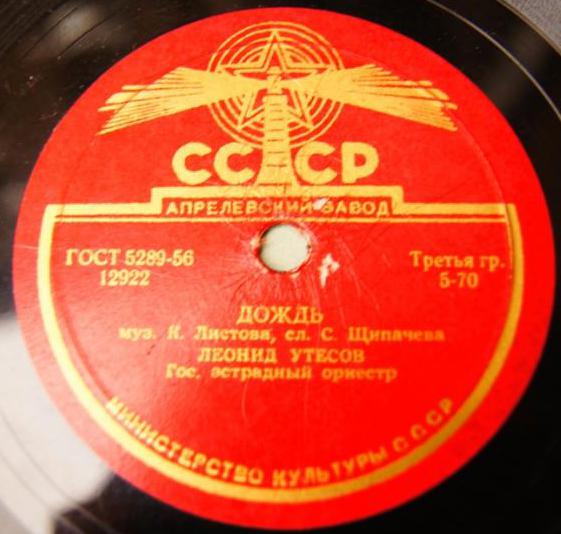 СССР
АПРЕЛЕВСКИЙ ЗАВОД
ГОСТ 5289-56
12922
Третья гр.
5-70
ДОЖДЬ
муз. К. Листова, сл. С. Щипачева
ЛЕОНИД УТЕСОВ
Гос. эстрадный оркестр
МИНИСТЕРСТВО КУЛЬТУРЫ СССР